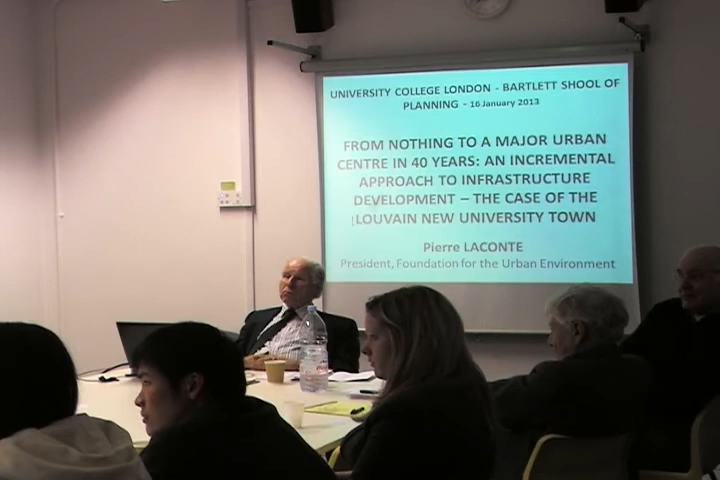 UNIVERSITY COLLEGE LONDON - BARTLETT SHOOL OF
PLANNING - 16 January 2013
FROM NOTHING TO A MAJOR URBAN
CENTRE IN 40 YEARS: AN INCREMENTAL
APPROACH TO INFRASTRUCTURE
DEVELOPMENT – THE CASE OF THE
LOUVAIN NEW UNIVERSITY TOWN
Pierre LACONTE
President, Foundation for the Urban Environment